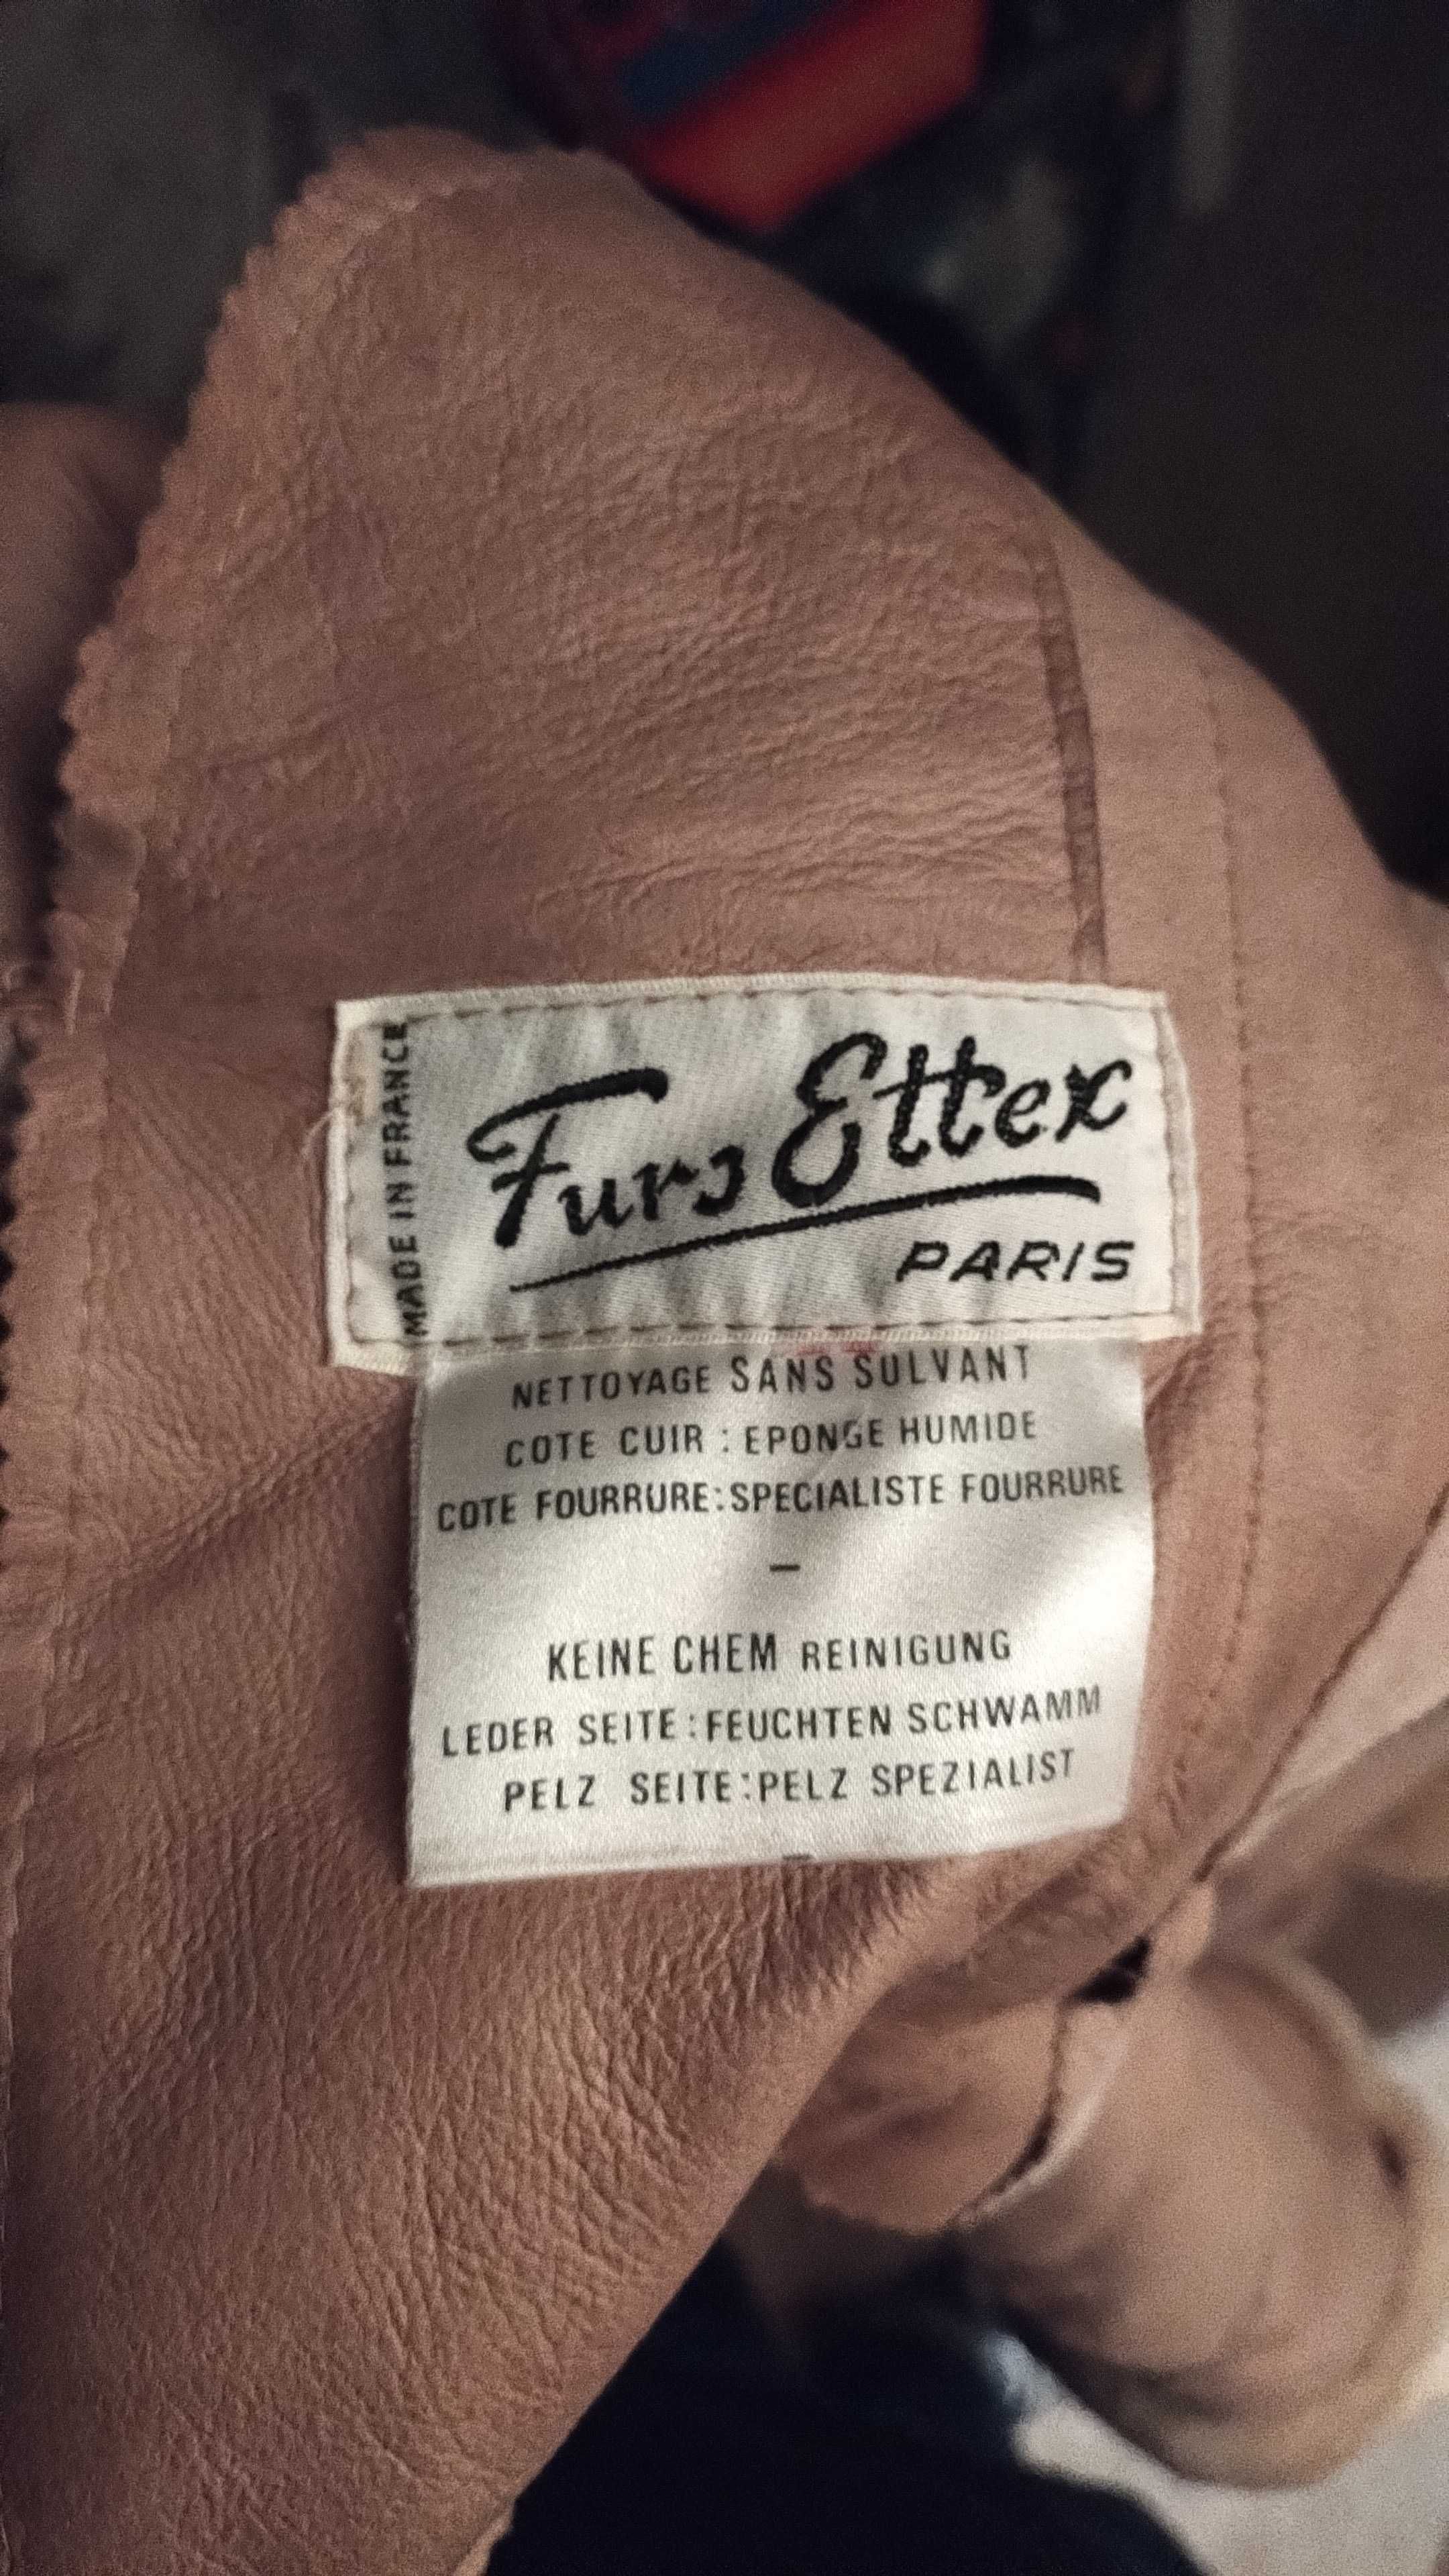 MADE IN FRANCE
Furs Ettex
PARIS
NETTOYAGE SANS SOLVANT
COTE CUIR : EPONGE HUMIDE
COTE FOURRURE: SPECIALISTE FOURRURE
–
KEINE CHEM REINIGUNG
LEDER SEITE : FEUCHTEN SCHWAMM
PELZ SEITE: PELZ SPEZIALIST